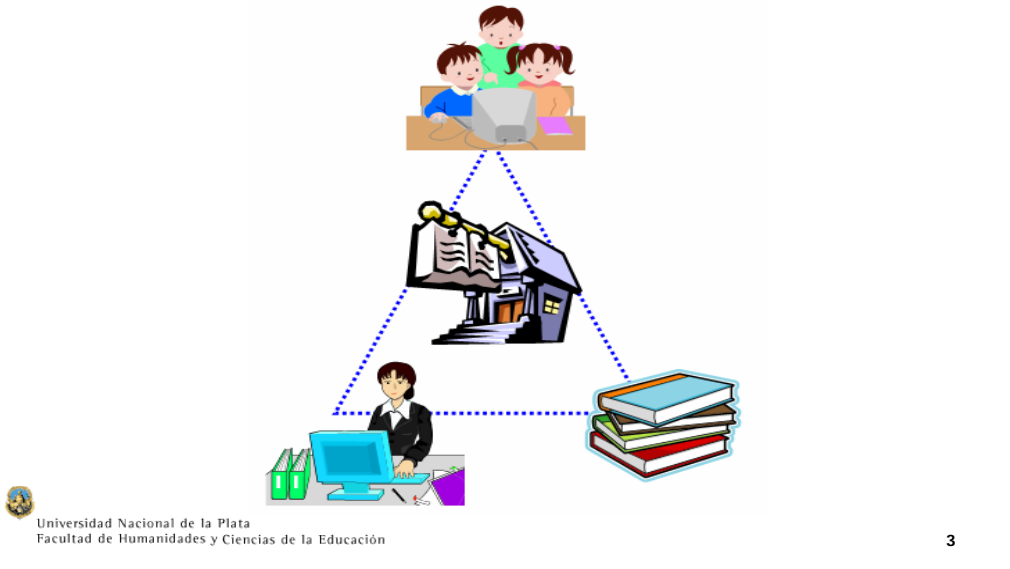 Universidad Nacional de la Plata
Facultad de Humanidades y Ciencias de la Educación
3